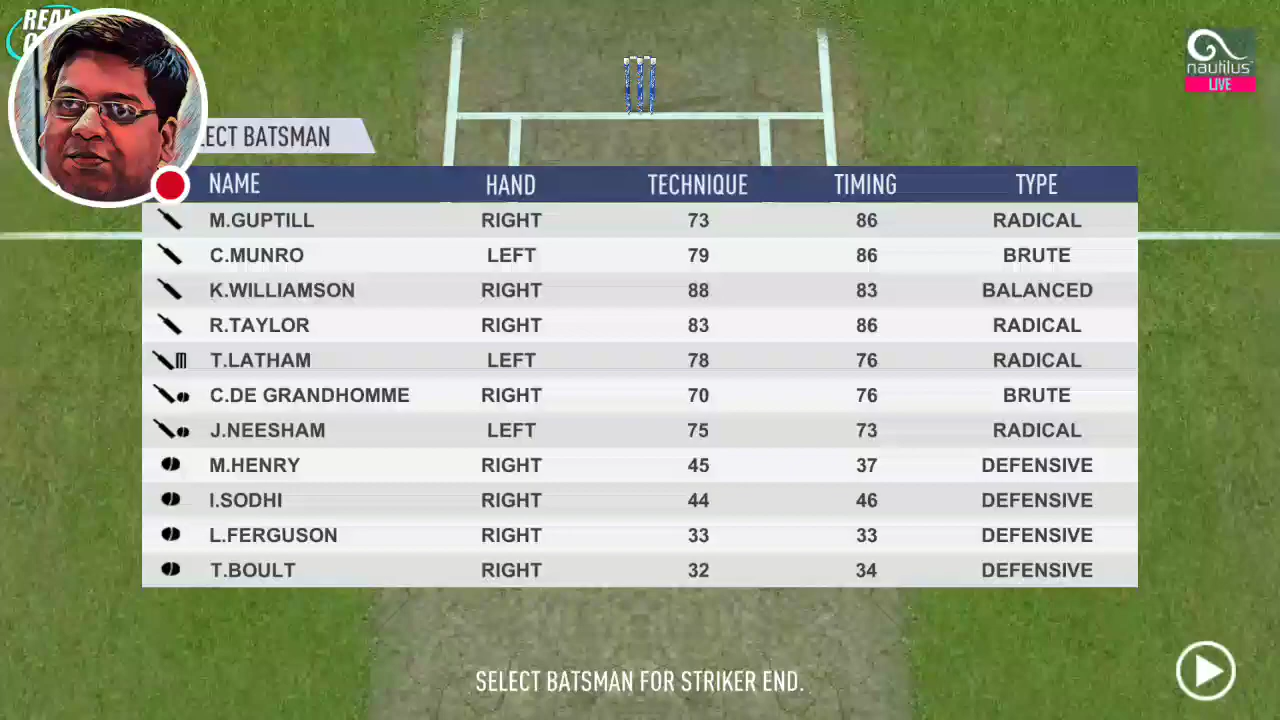 REAL
nautilus
LIVE
ECT BATSMAN
NAME HAND TECHNIQUE TIMING TYPE
M.GUPTILL RIGHT 73 86 RADICAL
C.MUNRO LEFT 79 86 BRUTE
K.WILLIAMSON RIGHT 88 83 BALANCED
R.TAYLOR RIGHT 83 86 RADICAL
T.LATHAM LEFT 78 76 RADICAL
C.DE GRANDHOMME RIGHT 70 76 BRUTE
J.NEESHAM LEFT 75 73 RADICAL
M.HENRY RIGHT 45 37 DEFENSIVE
I.SODHI RIGHT 44 46 DEFENSIVE
L.FERGUSON RIGHT 33 33 DEFENSIVE
T.BOULT RIGHT 32 34 DEFENSIVE
SELECT BATSMAN FOR STRIKER END.